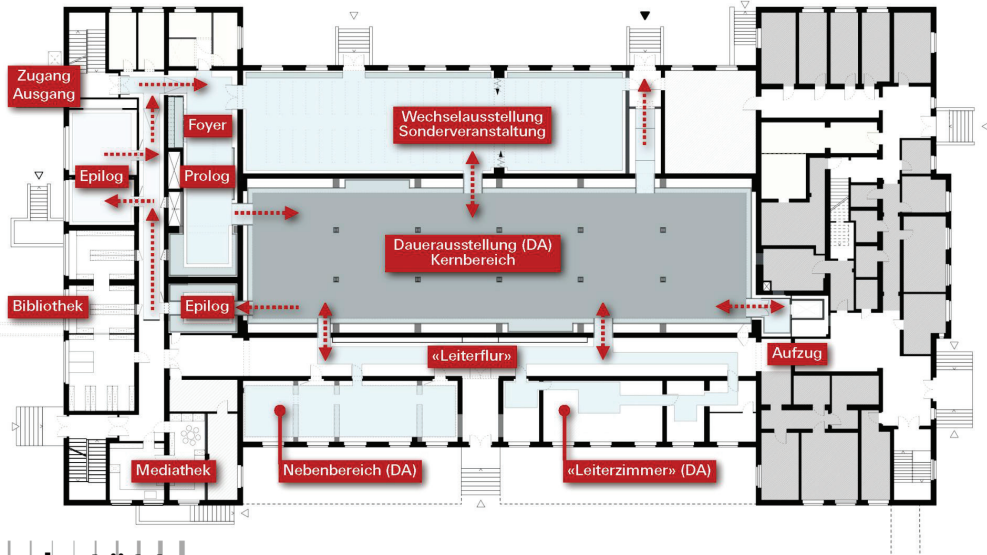 Zugang
Ausgang
Foyer
Wechselausstellung
Sonderveranstaltung
Epilog
Prolog
Dauerausstellung (DA)
Kernbereich
Bibliothek
Epilog
«Leiterflur»
Aufzug
Mediathek
Nebenbereich (DA)
«Leiterzimmer» (DA)